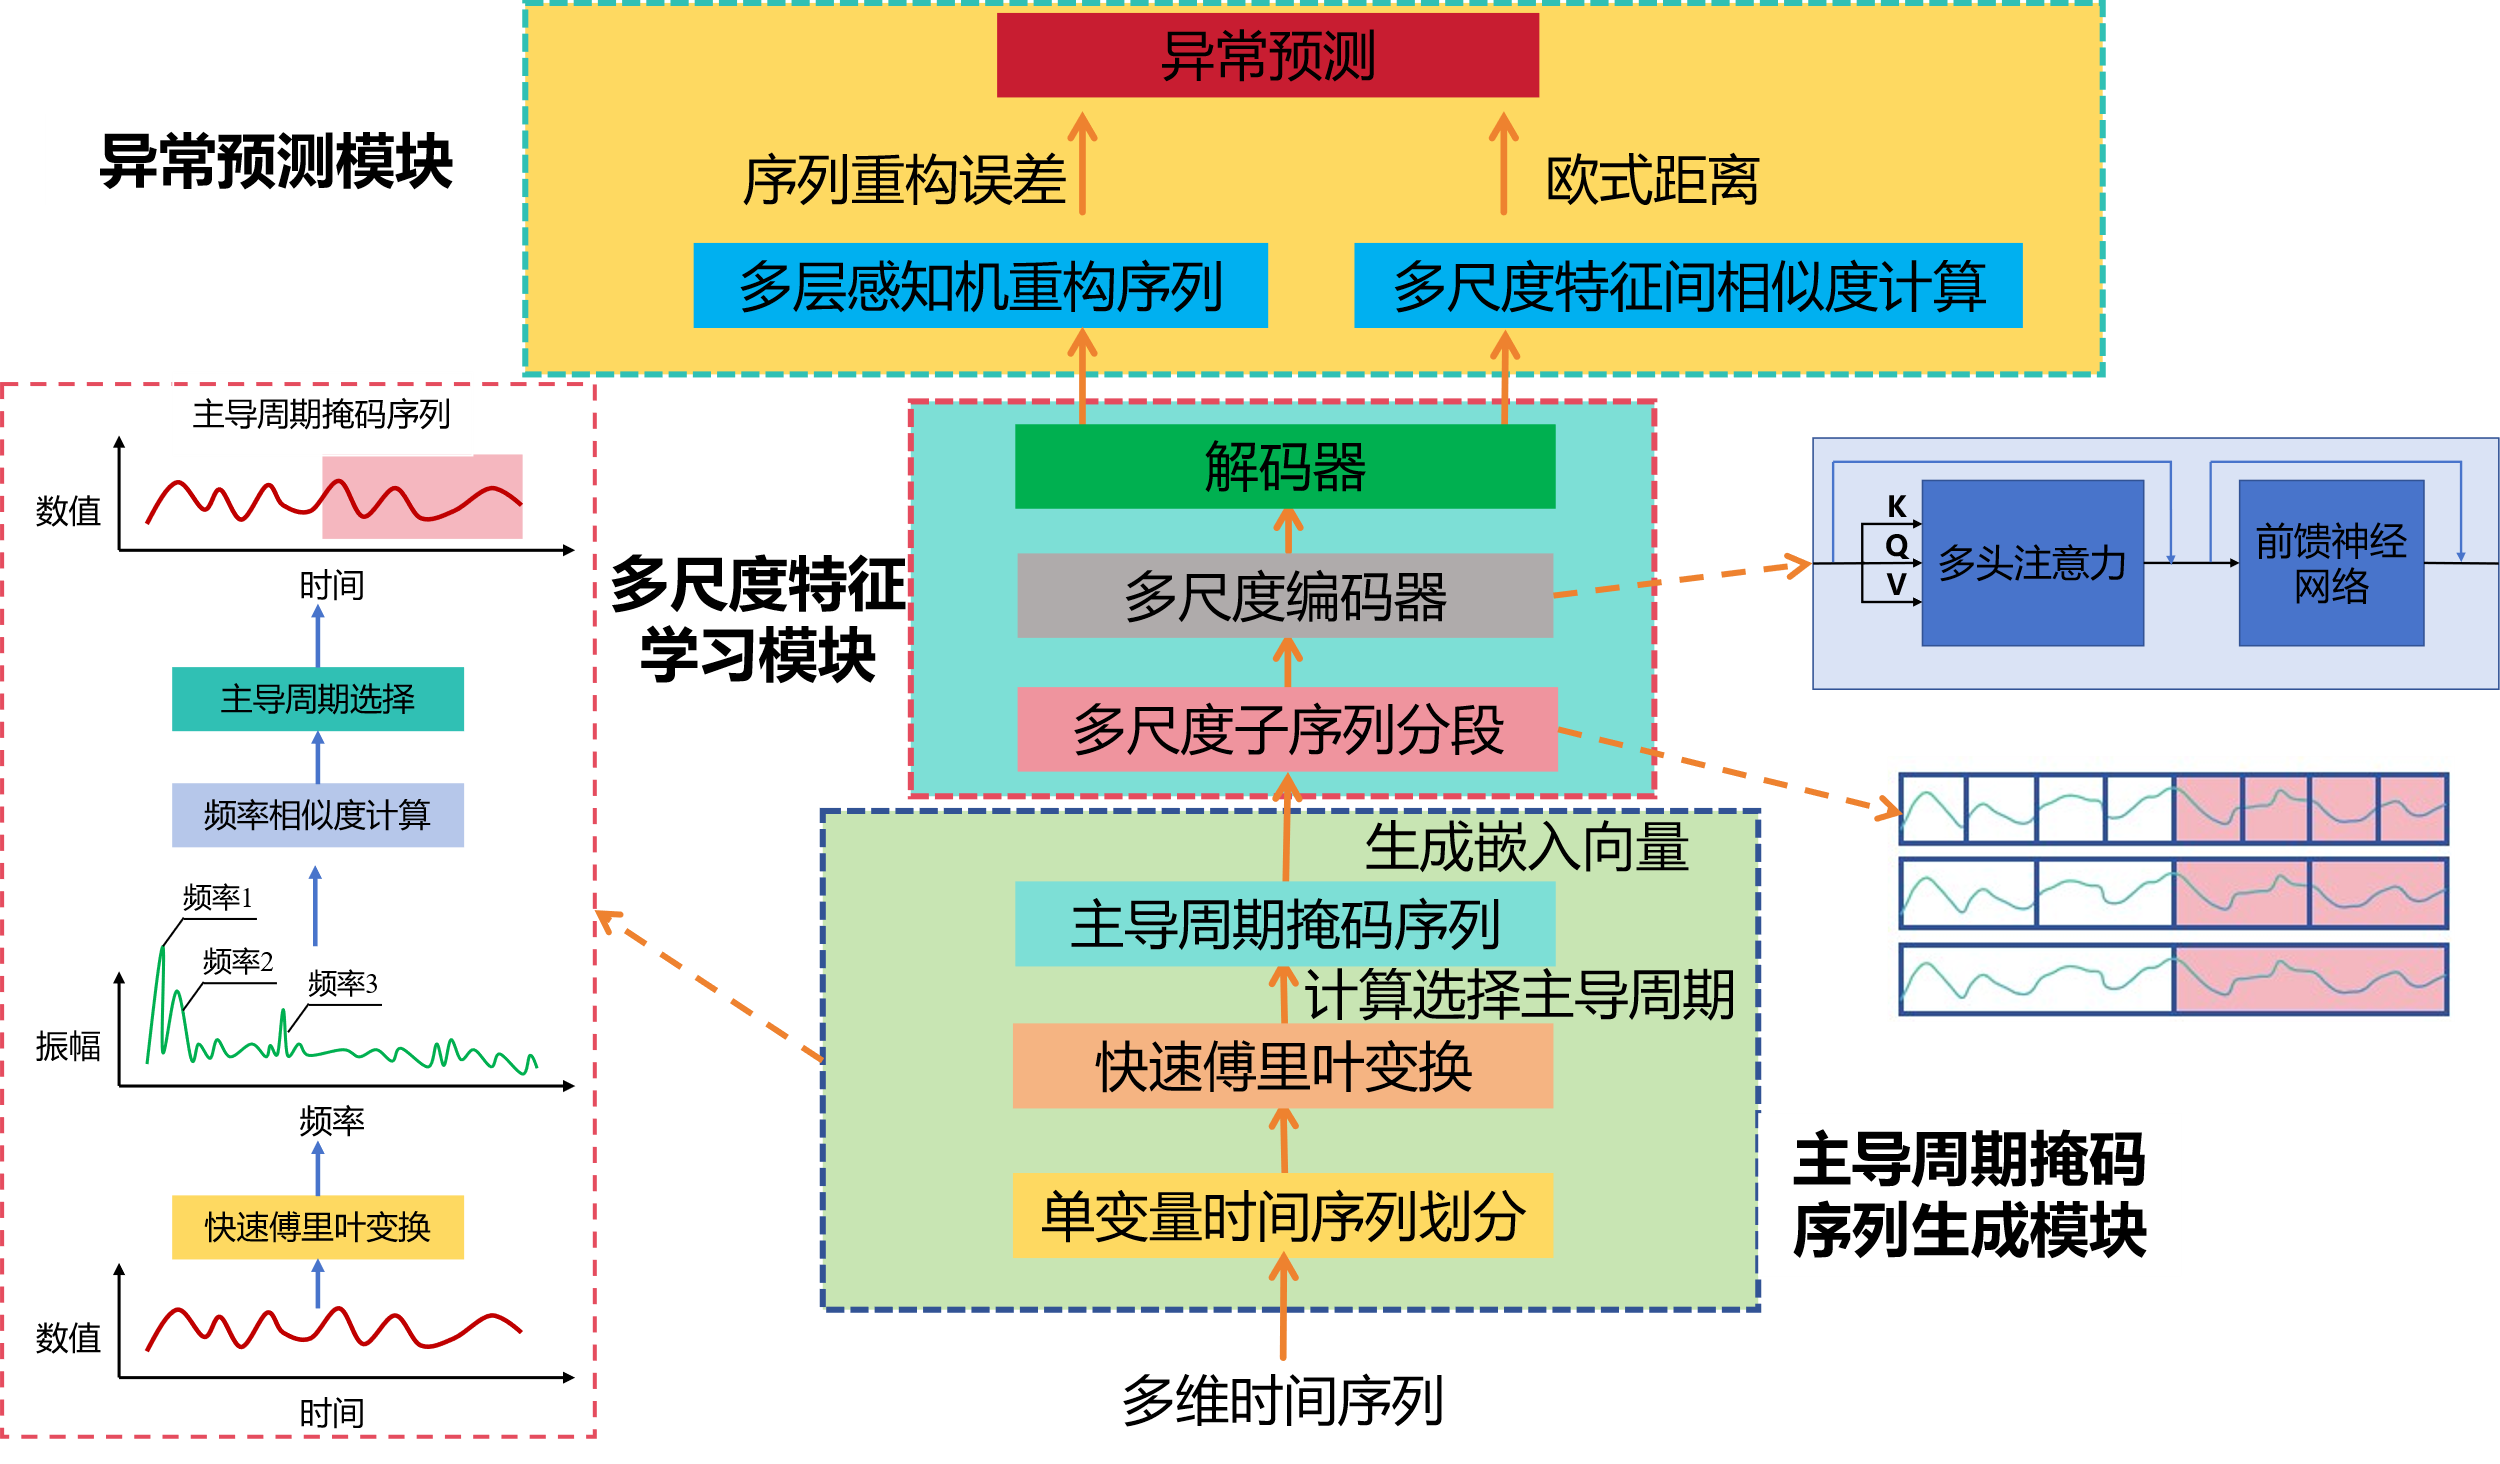 异常预测
异常预测模块
序列重构误差
欧式距离
多层感知机重构序列
多尺度特征间相似度计算
主导周期掩码序列
数值
时间
主导周期选择
频率相似度计算
频率1
频率2
频率3
振幅
频率
快速傅里叶变换
数值
时间
多尺度特征
学习模块
解码器
多尺度编码器
多尺度子序列分段
K
Q
V
多头注意力
前馈神经
网络
生成嵌入向量
主导周期掩码序列
计算选择主导周期
快速傅里叶变换
单变量时间序列划分
多维时间序列
主导周期掩码
序列生成模块